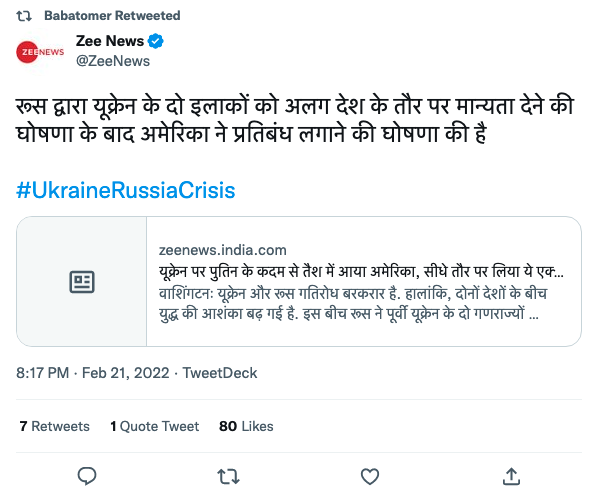 Babatomer Retweeted
ZEE NEWS
Zee News
@ZeeNews
रूस द्वारा यूक्रेन के दो इलाकों को अलग देश के तौर पर मान्यता देने की
घोषणा के बाद अमेरिका ने प्रतिबंध लगाने की घोषणा की है
#UkraineRussiaCrisis
zeenews.india.com
यूक्रेन पर पुतिन के कदम से तैश में आया अमेरिका, सीधे तौर पर लिया ये एक्...
वाशिंगटनः यूक्रेन और रूस गतिरोध बरकरार है. हालांकि, दोनों देशों के बीच
युद्ध की आशंका बढ़ गई है. इस बीच रूस ने पूर्वी यूक्रेन के दो गणराज्यों ...
8:17 PM · Feb 21, 2022 · TweetDeck
7 Retweets 1 Quote Tweet 80 Likes